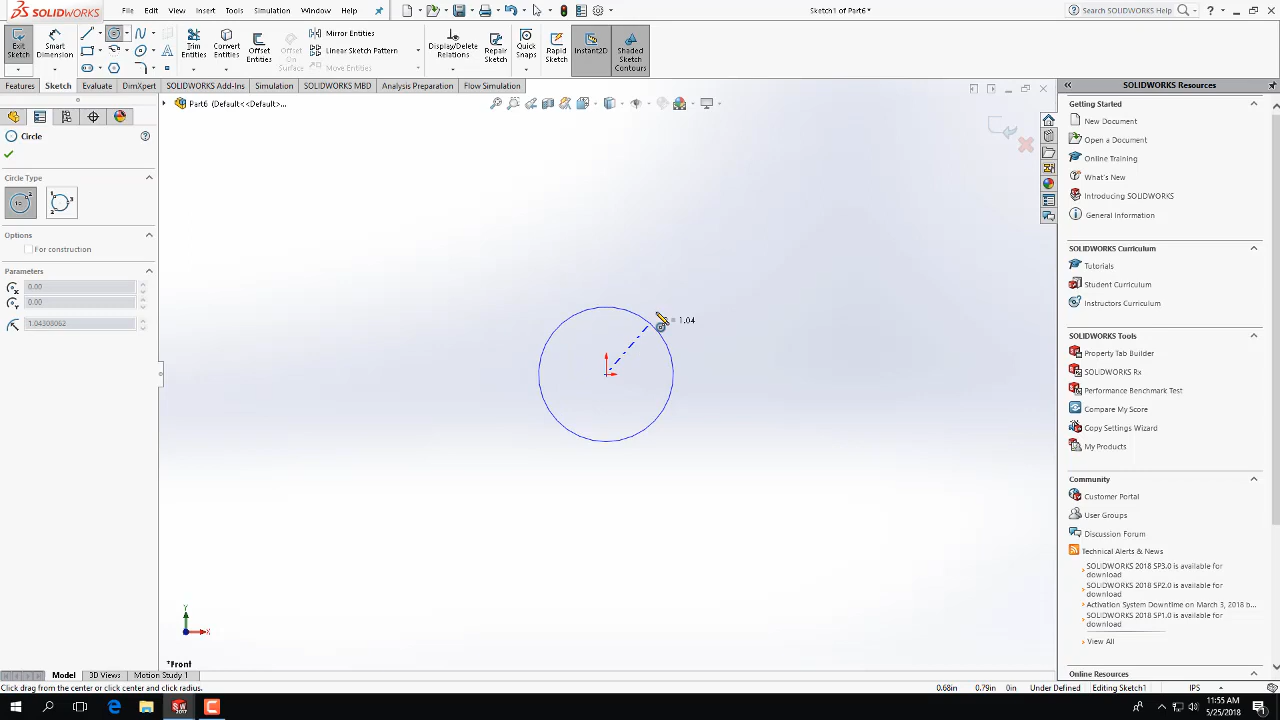 SOLIDWORKS
File Edit View Insert Tools Simulation Window Help
Sketch1 of Part6 *
Search SOLIDWORKS Help
Exit Sketch
Smart Dimension
Trim Entities
Convert Entities
Offset Entities
Offset On Surface
Mirror Entities
Linear Sketch Pattern
Move Entities
Display/Delete Relations
Repair Sketch
Quick Snaps
Rapid Sketch
Instant2D
Shaded Sketch Contours
Features Sketch Evaluate DimXpert SOLIDWORKS Add-Ins Simulation SOLIDWORKS MBD Analysis Preparation Flow Simulation
Part6 (Default<<Default>...
Circle
Circle Type
Options
For construction
Parameters
0.00
0.00
1.04308062
= 1.04
Y
X
*Front
SOLIDWORKS Resources
Getting Started
New Document
Open a Document
Online Training
What's New
Introducing SOLIDWORKS
General Information
SOLIDWORKS Curriculum
Tutorials
Student Curriculum
Instructors Curriculum
SOLIDWORKS Tools
Property Tab Builder
SOLIDWORKS Rx
Performance Benchmark Test
Compare My Score
Copy Settings Wizard
My Products
Community
Customer Portal
User Groups
Discussion Forum
Technical Alerts & News
SOLIDWORKS 2018 SP3.0 is available for download
SOLIDWORKS 2018 SP2.0 is available for download
Activation System Downtime on March 3, 2018 b...
SOLIDWORKS 2018 SP1.0 is available for download
View All
Online Resources
Model 3D Views Motion Study 1
Click drag from the center or click center and click radius.
0.68in 0.79in 0in Under Defined Editing Sketch1 IPS
11:55 AM
5/25/2018